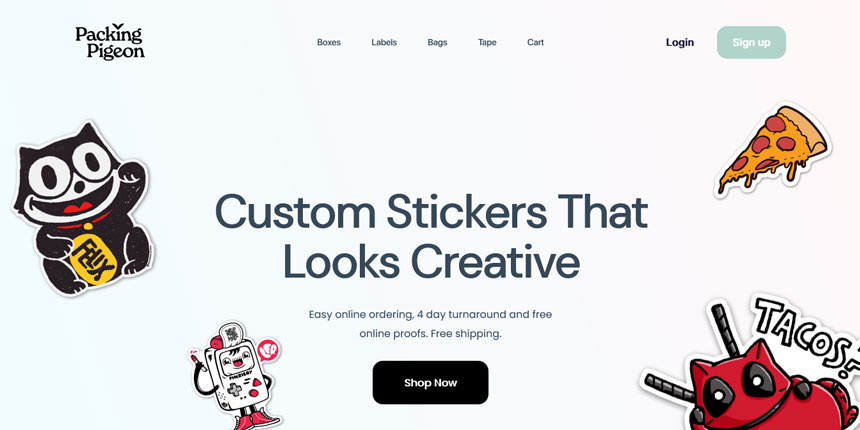 Packing
Pigeon
Boxes
Labels
Bags
Tape
Cart
Login
Sign up
FELIX
TACOS?
Custom Stickers That
Looks Creative
Easy online ordering, 4 day turnaround and free
online proofs. Free shipping.
Shop Now